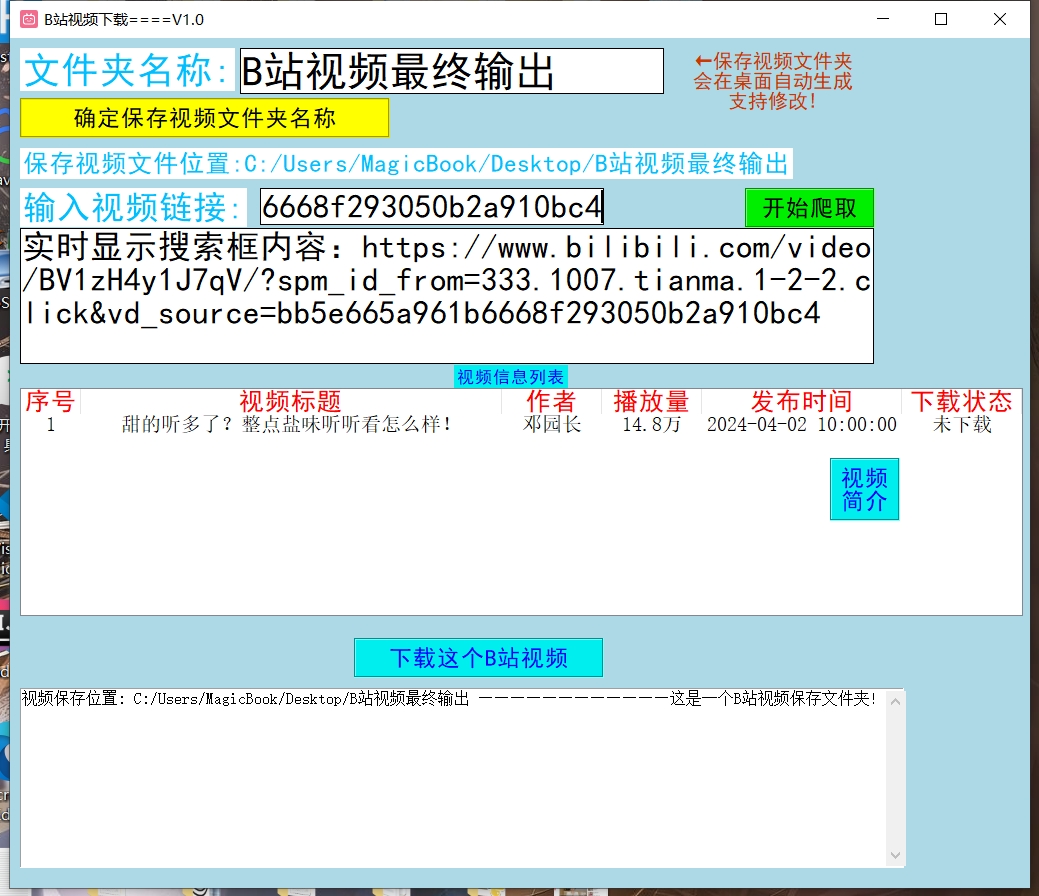 B站视频下载====V1.0
文件夹名称:
B站视频最终输出
←保存视频文件夹
会在桌面自动生成
支持修改!
确定保存视频文件夹名称
保存视频文件位置:C:/Users/MagicBook/Desktop/B站视频最终输出
输入视频链接:
6668f293050b2a910bc4
开始爬取
实时显示搜索框内容：https://www.bilibili.com/video
/BV1zH4y1J7qV/?spm_id_from=333.1007.tianma.1-2-2.c
lick&vd_source=bb5e665a961b6668f293050b2a910bc4
视频信息列表
序号 视频标题 作者 播放量 发布时间 下载状态
1 甜的听多了？整点盐味听听看怎么样！ 邓园长 14.8万 2024-04-02 10:00:00 未下载
视频
简介
下载这个B站视频
视频保存位置：C:/Users/MagicBook/Desktop/B站视频最终输出 ————————————这是一个B站视频保存文件夹!